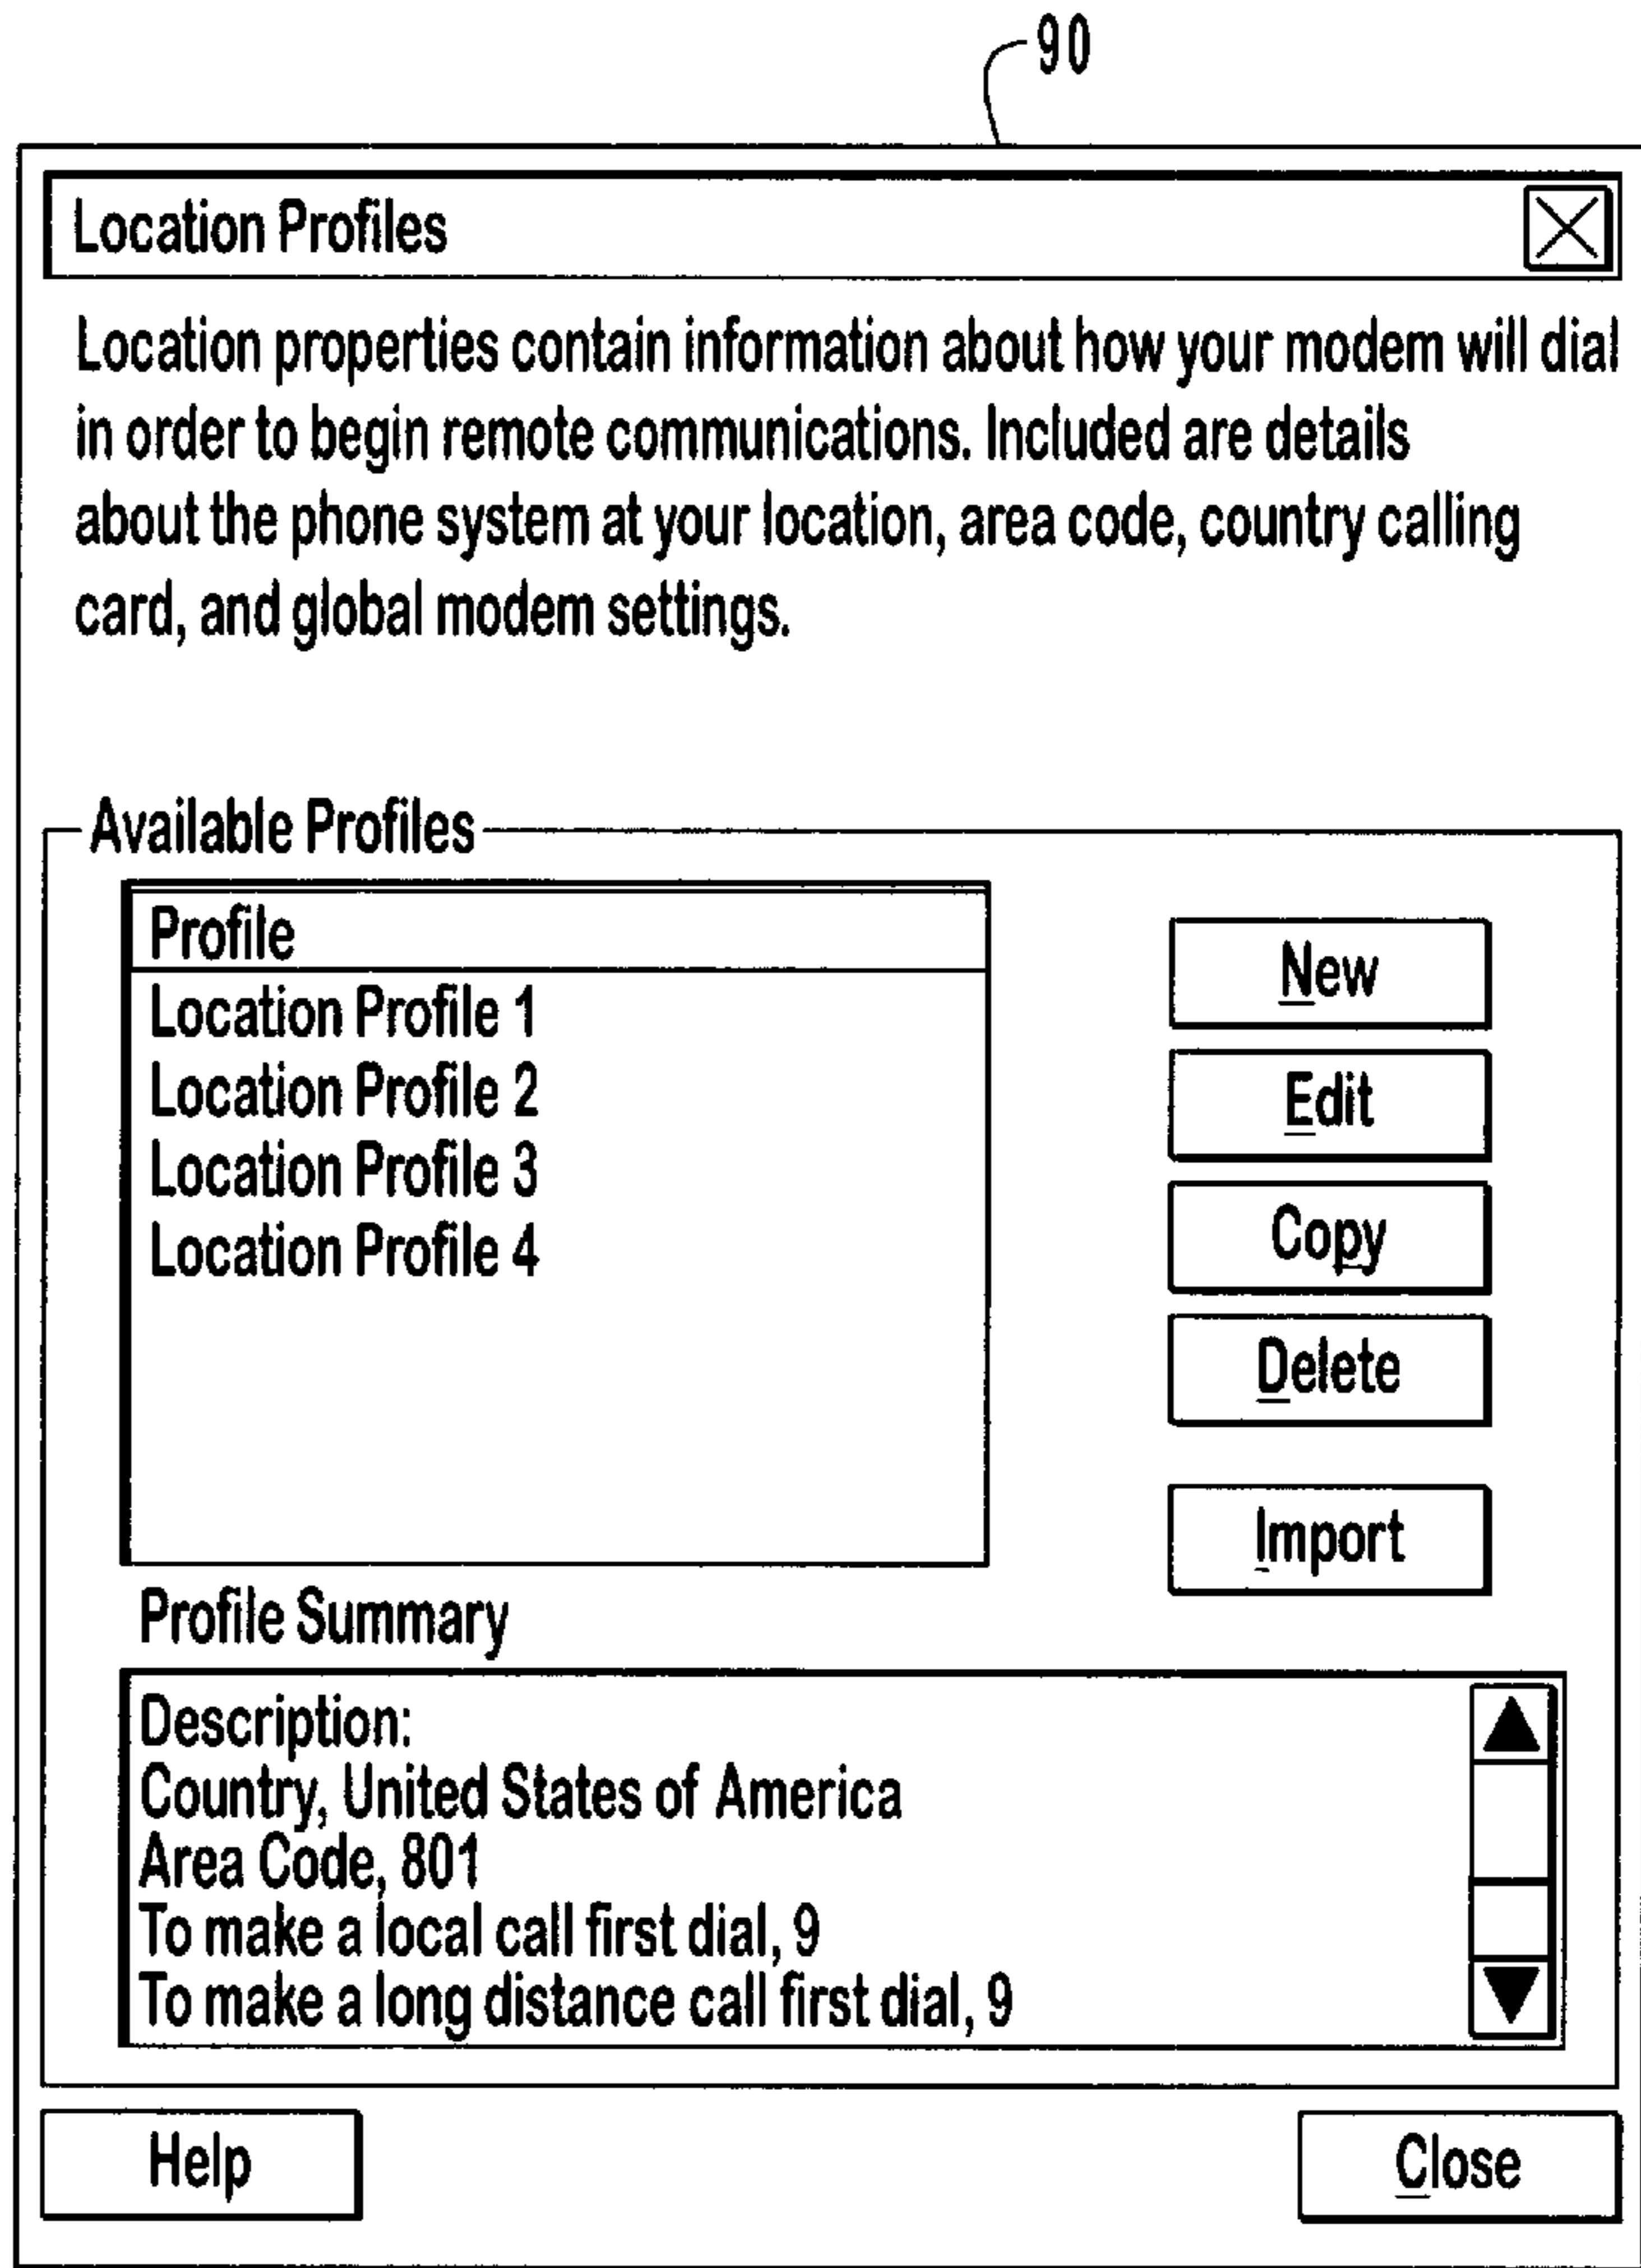 90
Location Profiles
Location properties contain information about how your modem will dial
in order to begin remote communications. Included are details
about the phone system at your location, area code, country calling
card, and global modem settings.
Available Profiles
Profile
Location Profile 1
Location Profile 2
Location Profile 3
Location Profile 4
New
Edit
Copy
Delete
Import
Profile Summary
Description:
Country, United States of America
Area Code, 801
To make a local call first dial, 9
To make a long distance call first dial, 9
Help
Close